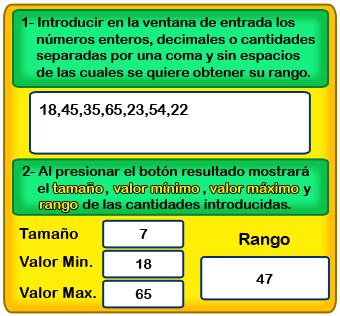 1- Introducir en la ventana de entrada los
números enteros, decimales o cantidades
separadas por una coma y sin espacios
de las cuales se quiere obtener su rango.
18,45,35,65,23,54,22
2- Al presionar el botón resultado mostrará
el tamaño, valor mínimo, valor máximo y
rango de las cantidades introducidas.
Tamaño 7
Rango
Valor Min. 18
47
Valor Max. 65